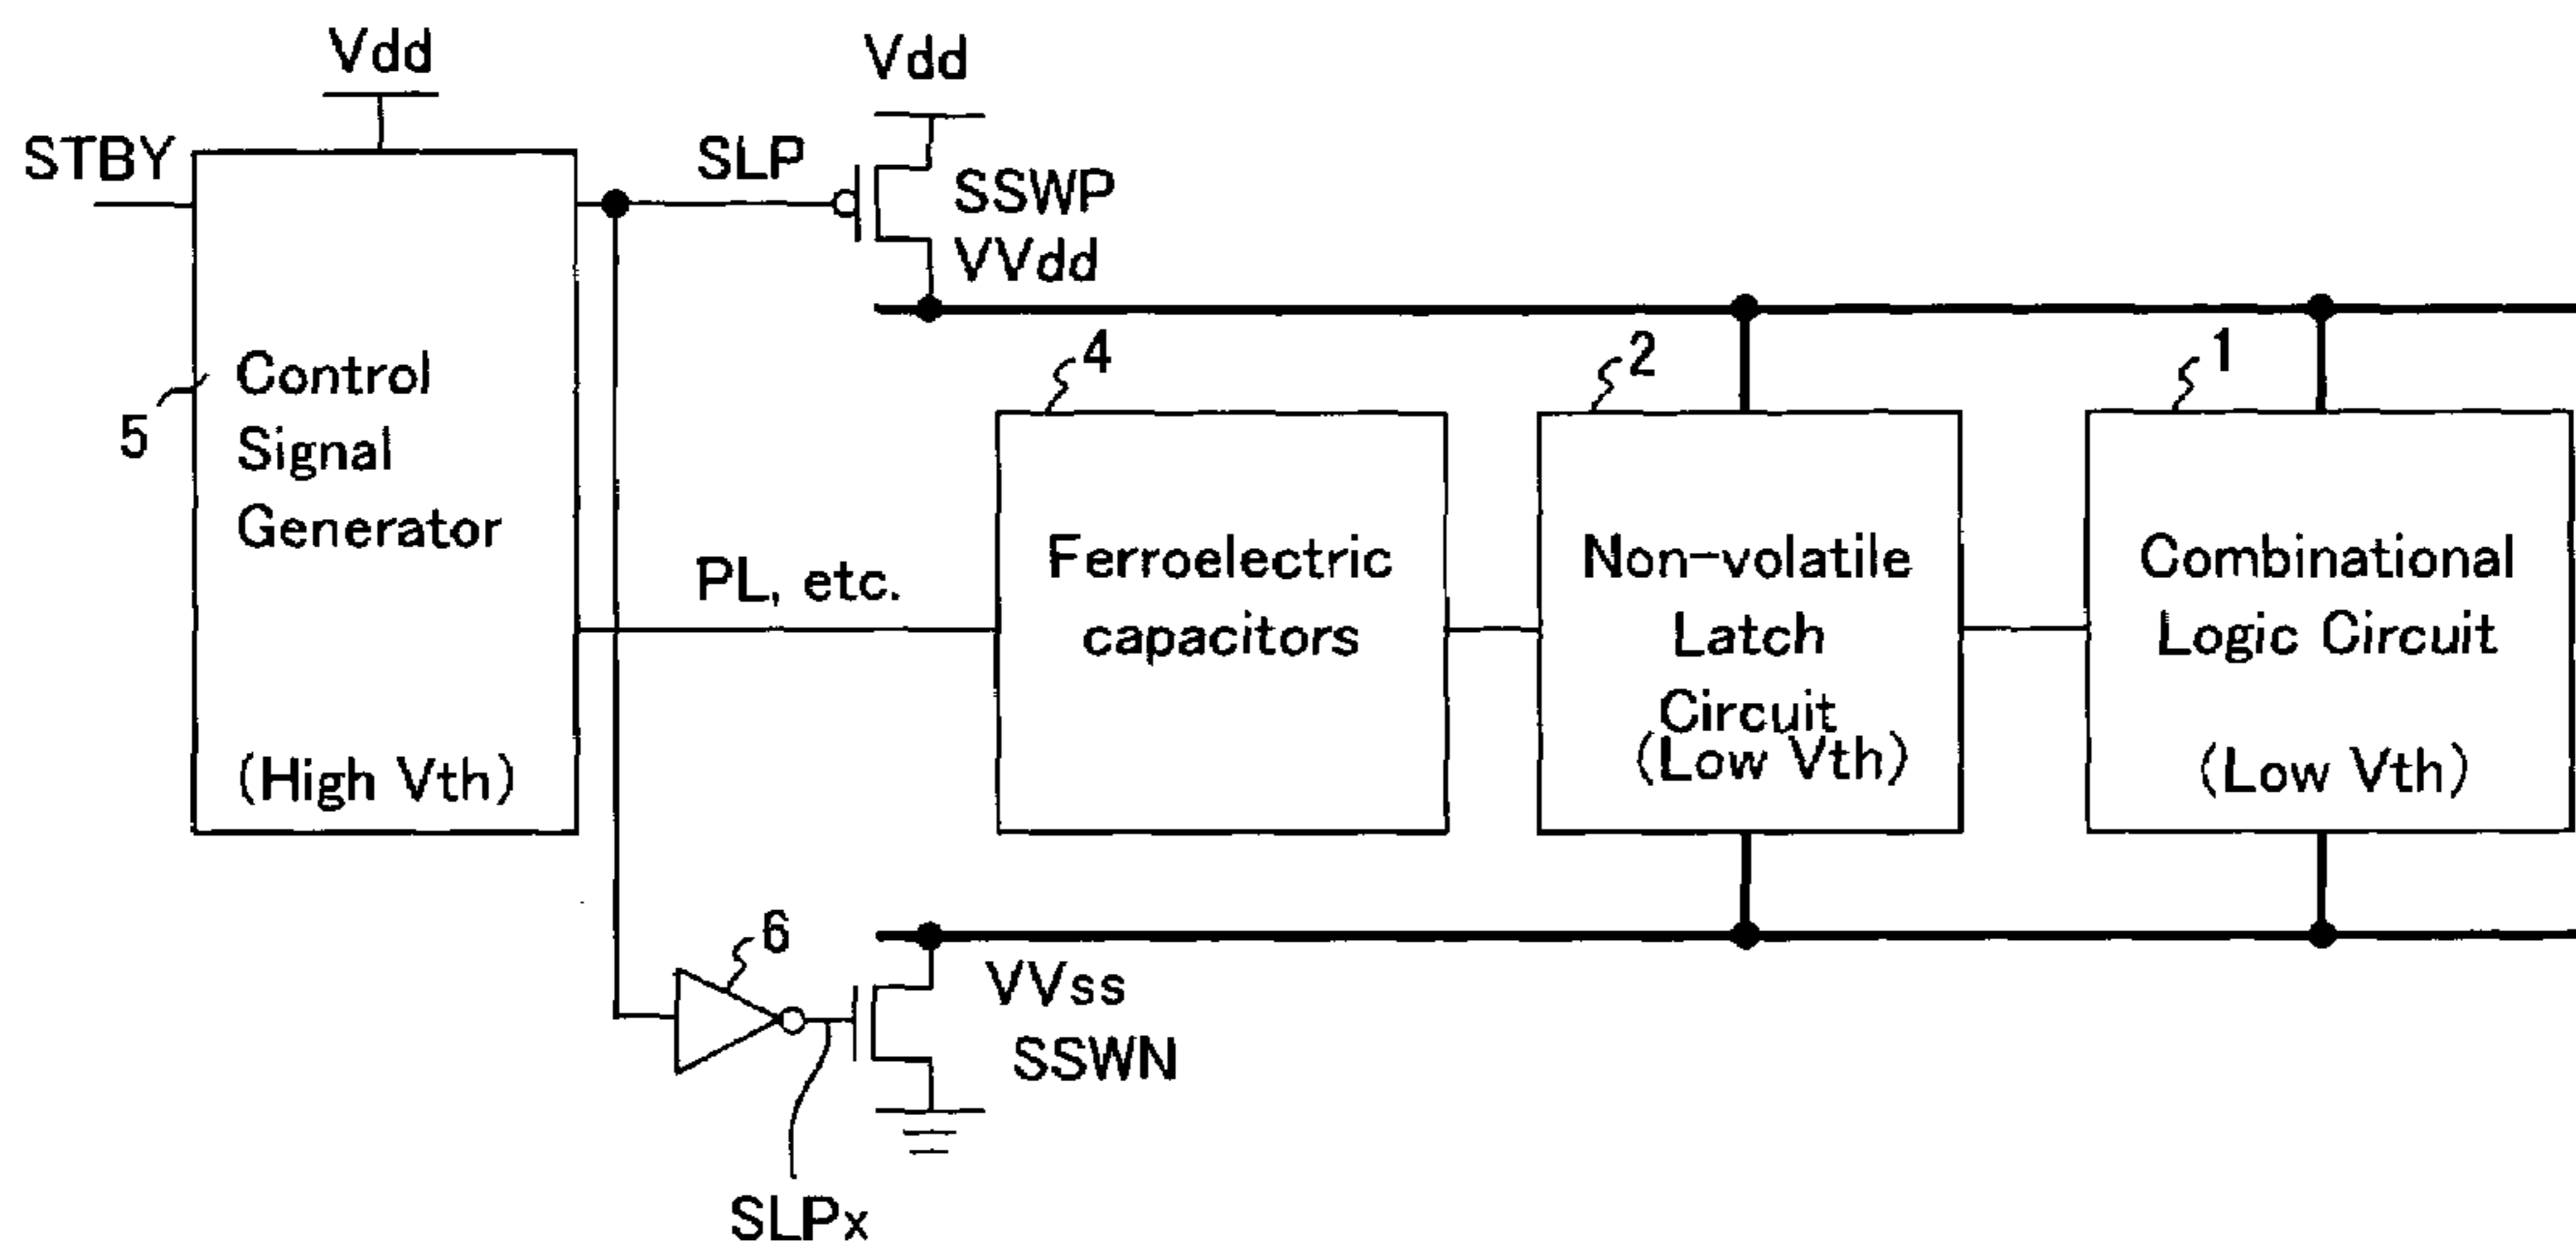 Vdd
Vdd
STBY
SLP
SSWP
VVdd
4
2
1
5
Control
Signal
Generator
(High Vth)
PL, etc.
Ferroelectric
capacitors
Non-volatile
Latch
Circuit
(Low Vth)
Combinational
Logic Circuit
(Low Vth)
6
VVss
SSWN
SLPx